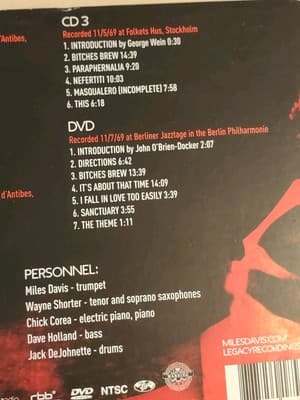 CD 3
Recorded 11/5/69 at Folkets Hus, Stockholm
d'Antibes,
1. INTRODUCTION by George Wein 0:30
2. BITCHES BREW 14:39
3. PARAPHERNALIA 9:20
4. NEFERTITI 10:03
5. MASQUALERO (INCOMPLETE) 7:58
6. THIS 6:18
DVD
Recorded 11/7/69 at Berliner Jazztage in the Berlin Philharmonie
1. INTRODUCTION by John O'Brien-Docker 2:07
2. DIRECTIONS 6:42
3. BITCHES BREW 13:39
d'Antibes,
4. IT'S ABOUT THAT TIME 14:09
5. I FALL IN LOVE TOO EASILY 3:39
6. SANCTUARY 3:55
7. THE THEME 1:11
PERSONNEL:
Miles Davis - trumpet
Wayne Shorter - tenor and soprano saxophones
Chick Corea - electric piano, piano
Dave Holland - bass
Jack DeJohnette - drums
MILESDAVIS.COM
LEGACYRECORDINGS
rbb
DVD
NTSC